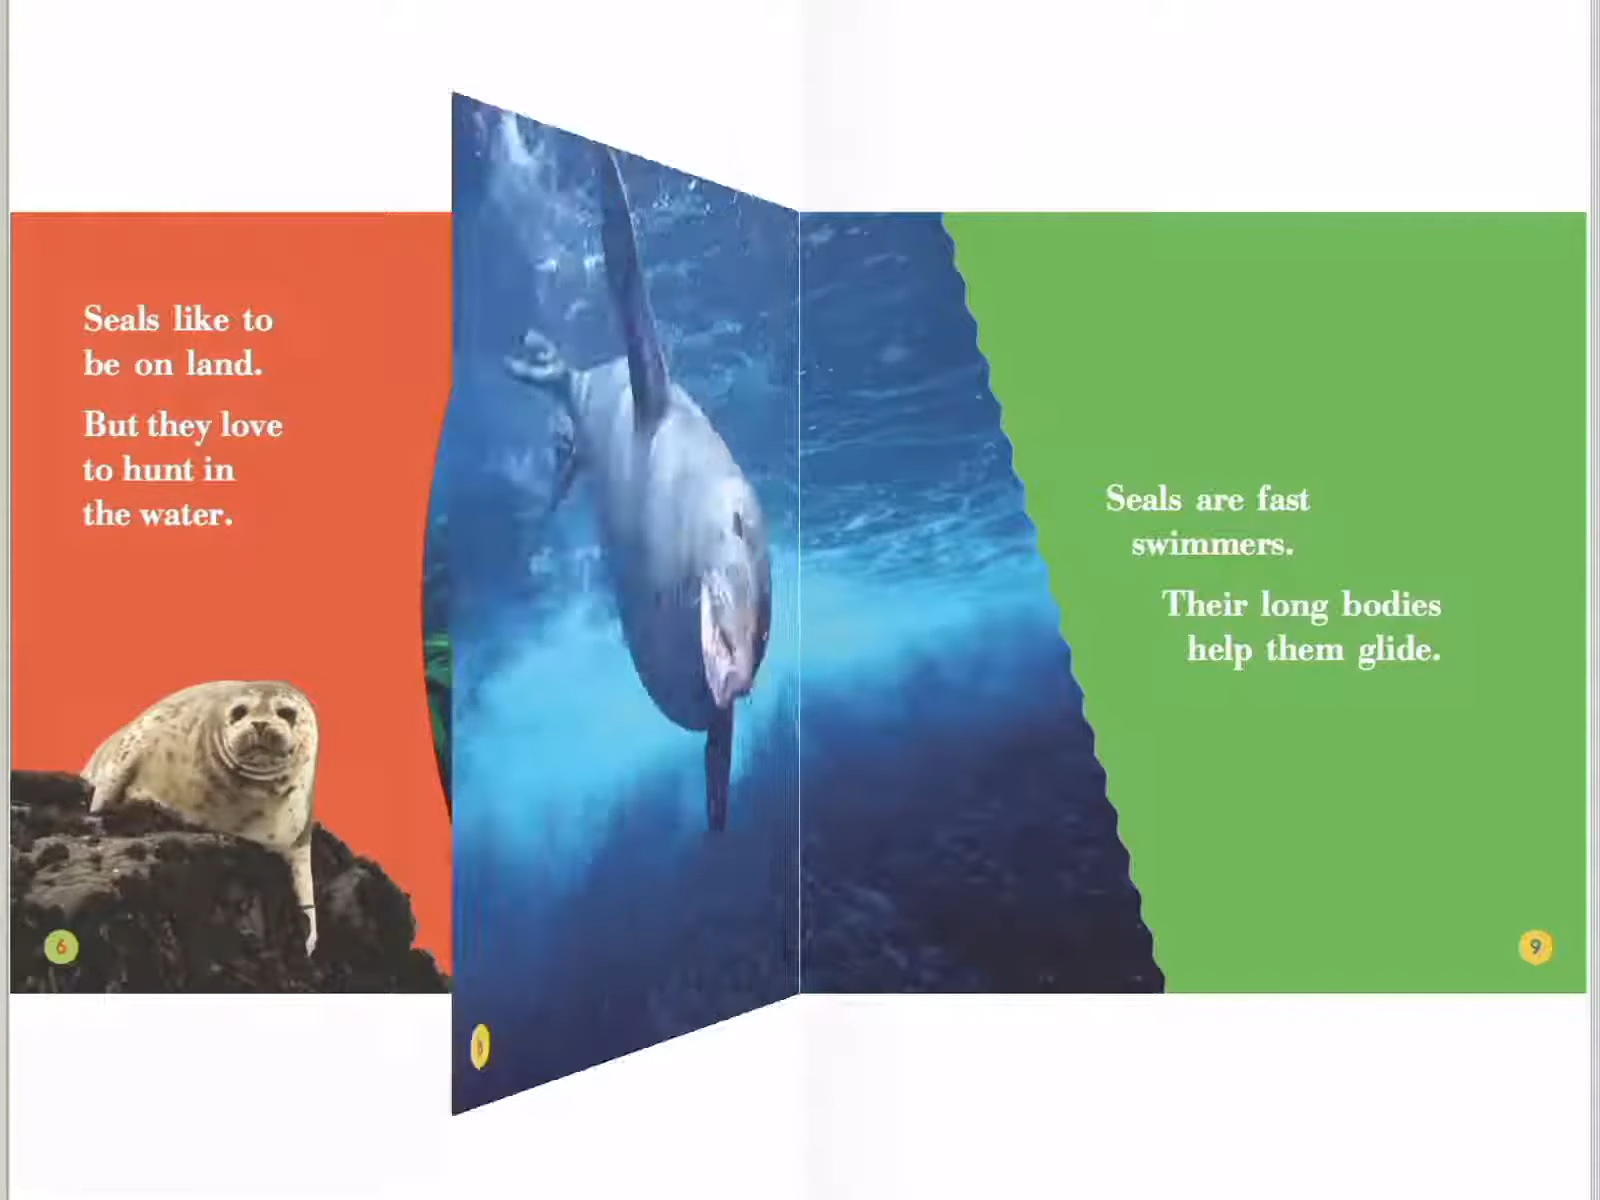 Seals like to
be on land.
But they love
to hunt in
the water.
6
8
Seals are fast
swimmers.
Their long bodies
help them glide.
9